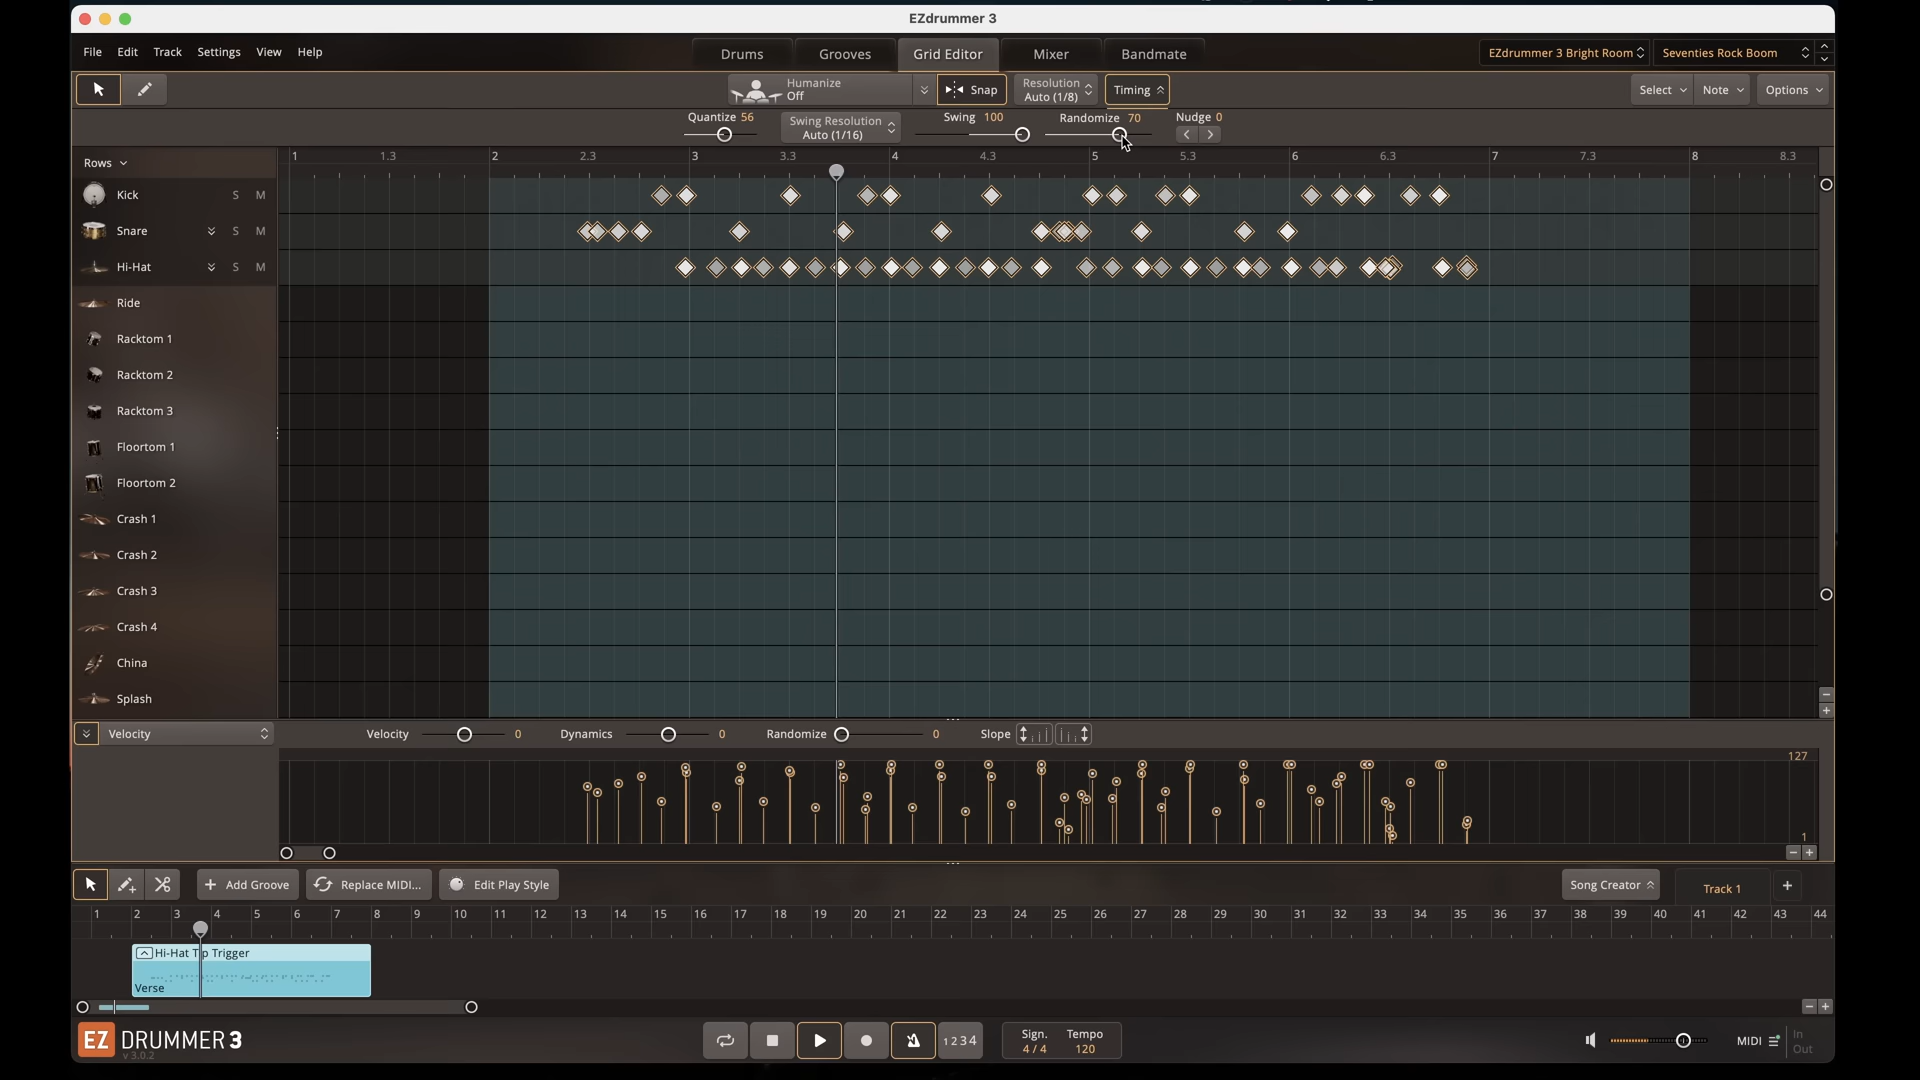 EZdrummer 3
File Edit Track Settings View Help
Drums Grooves Grid Editor Mixer Bandmate
EZdrummer 3 Bright Room Seventies Rock Boom
Humanize
Off
Snap
Resolution
Auto (1/8)
Timing
Select Note Options
Quantize 56
Swing Resolution
Auto (1/16)
Swing 100
Randomize 70
Nudge 0
Rows
1 1.3 2 2.3 3 3.3 4 4.3 5 5.3 6 6.3 7 7.3 8 8.3
Kick S M
Snare S M
Hi-Hat S M
Ride
Racktom 1
Racktom 2
Racktom 3
Floortom 1
Floortom 2
Crash 1
Crash 2
Crash 3
Crash 4
China
Splash
Velocity
Velocity 0 Dynamics 0 Randomize 0 Slope
127
1
Add Groove Replace MIDI... Edit Play Style
Song Creator Track 1 +
1 2 3 4 5 6 7 8 9 10 11 12 13 14 15 16 17 18 19 20 21 22 23 24 25 26 27 28 29 30 31 32 33 34 35 36 37 38 39 40 41 42 43 44
Hi-Hat Tip Trigger
Verse
EZ DRUMMER 3
v 3.0.2
1 2 3 4
Sign. Tempo
4 / 4 120
MIDI
In
Out